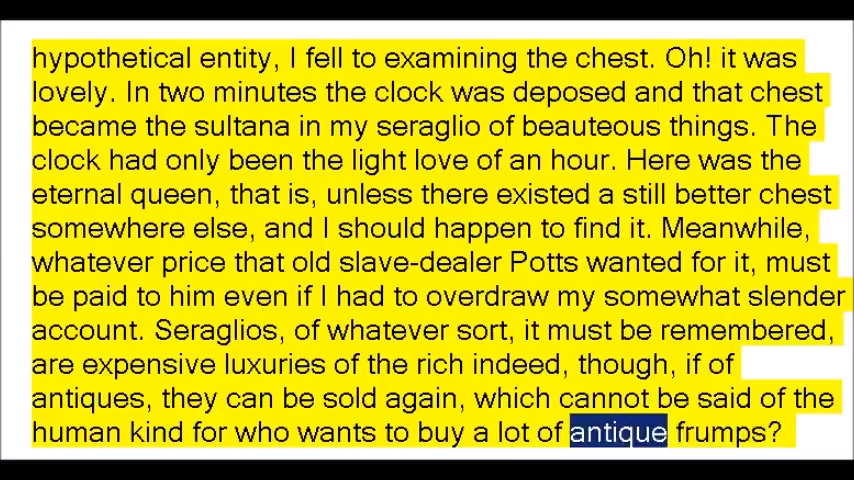 hypothetical entity, I fell to examining the chest. Oh! it was
lovely. In two minutes the clock was deposed and that chest
became the sultana in my seraglio of beauteous things. The
clock had only been the light love of an hour. Here was the
eternal queen, that is, unless there existed a still better chest
somewhere else, and I should happen to find it. Meanwhile,
whatever price that old slave-dealer Potts wanted for it, must
be paid to him even if I had to overdraw my somewhat slender
account. Seraglios, of whatever sort, it must be remembered,
are expensive luxuries of the rich indeed, though, if of
antiques, they can be sold again, which cannot be said of the
human kind for who wants to buy a lot of antique frumps?